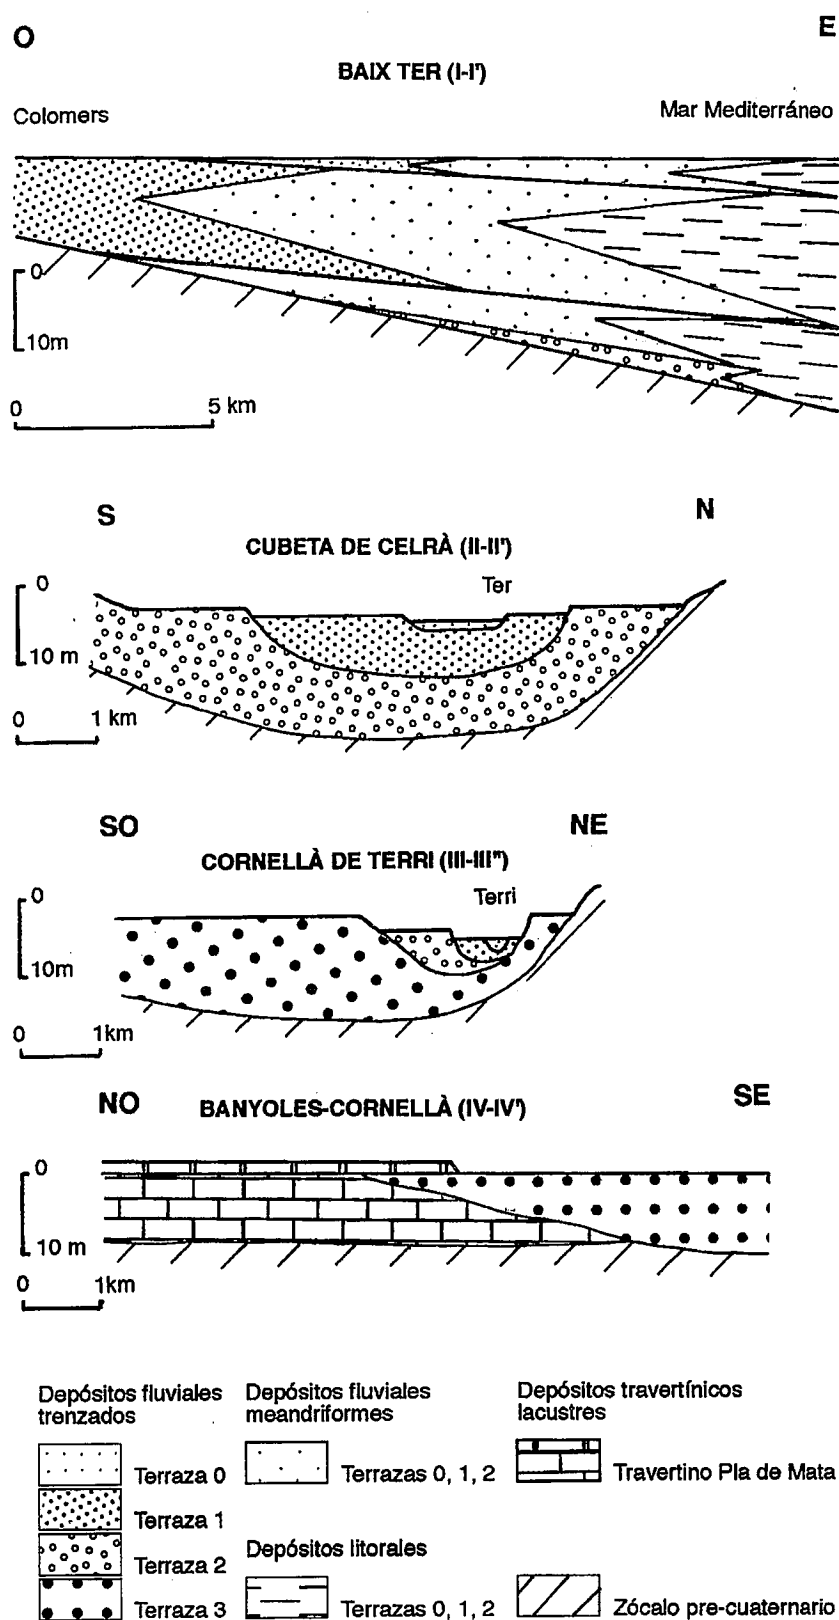 O
E
BAIX TER (I-I')
Colomers
Mar Mediterráneo
0
10m
0
5 km
S
N
CUBETA DE CELRÀ (II-II')
Ter
0
10 m
0
1 km
SO
NE
CORNELLÀ DE TERRI (III-III")
Terri
0
10m
0
1km
NO
BANYOLES-CORNELLÀ (IV-IV')
SE
0
10 m
0
1km
Depósitos fluviales
trenzados
Terraza 0
Terraza 1
Terraza 2
Terraza 3
Depósitos fluviales
meandriformes
Terrazas 0, 1, 2
Depósitos litorales
Terrazas 0, 1, 2
Depósitos travertínicos
lacustres
Travertino Pla de Mata
Zócalo pre-cuaternario